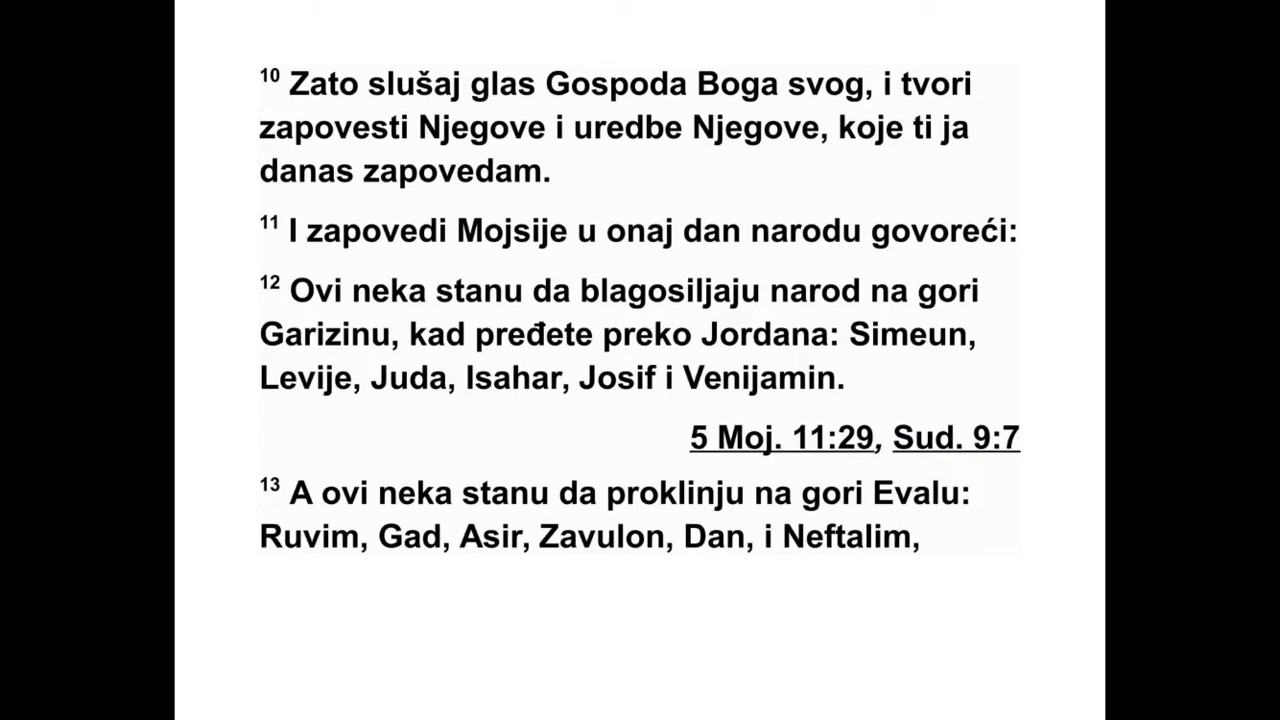 10 Zato slušaj glas Gospoda Boga svog, i tvori
zapovesti Njegove i uredbe Njegove, koje ti ja
danas zapovedam.
11 I zapovedi Mojsije u onaj dan narodu govoreći:
12 Ovi neka stanu da blagosiljaju narod na gori
Garizinu, kad pređete preko Jordana: Simeun,
Levije, Juda, Isahar, Josif i Venijamin.
5 Moj. 11:29, Sud. 9:7
13 A ovi neka stanu da proklinju na gori Evalu:
Ruvim, Gad, Asir, Zavulon, Dan, i Neftalim,